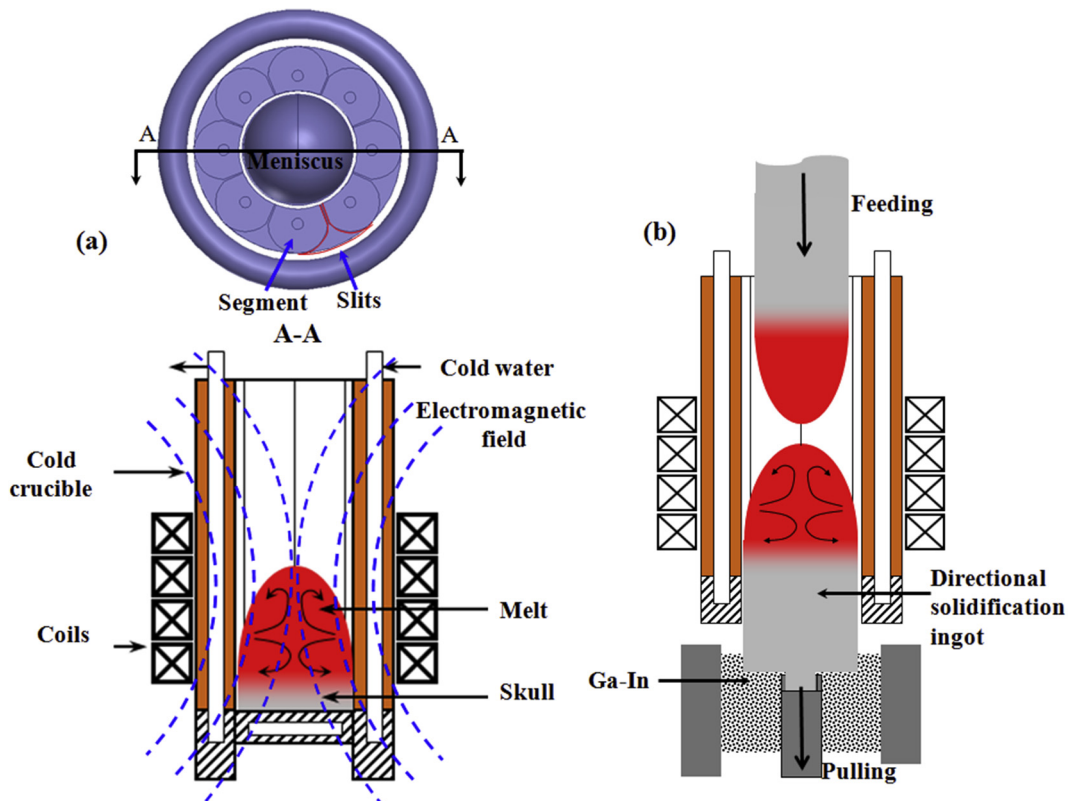 A
A
Meniscus
(a)
Segment
Slits
A-A
Cold water
Electromagnetic
field
Cold
crucible
Coils
Melt
Skull
(b)
Feeding
Directional
solidification
ingot
Ga-In
Pulling